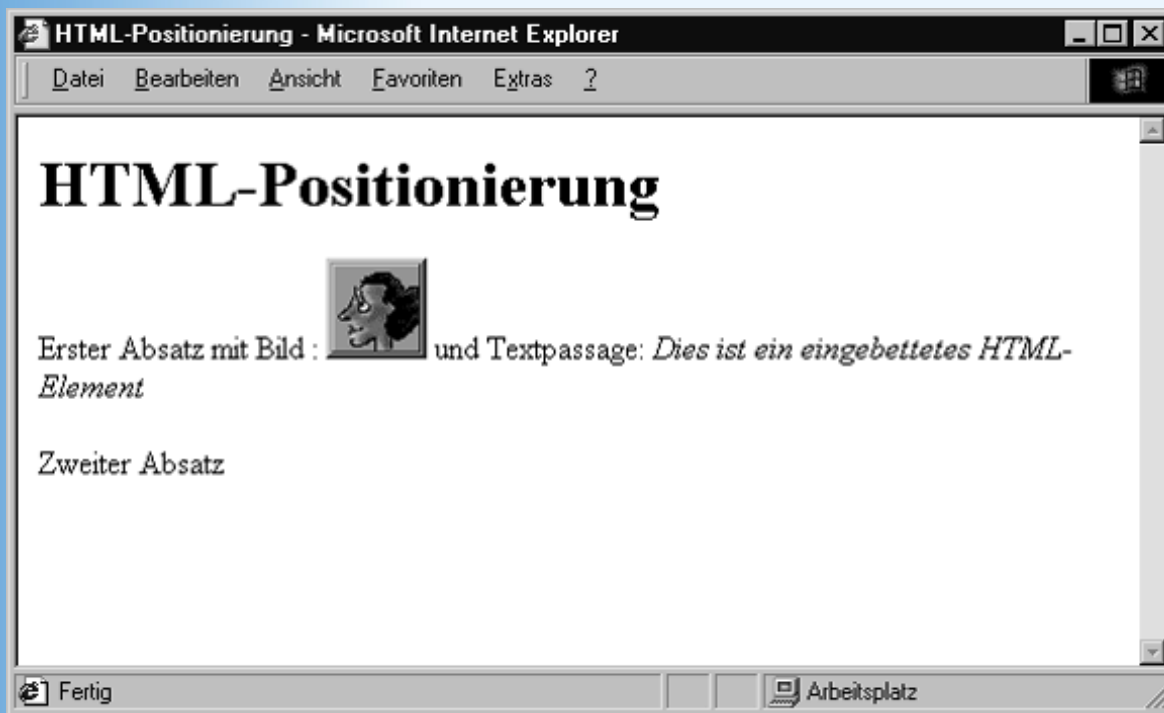 HTML-Positionierung - Microsoft Internet Explorer
Datei Bearbeiten Ansicht Favoriten Extras ?
HTML-Positionierung
Erster Absatz mit Bild : und Textpassage: Dies ist ein eingebettetes HTML-
Element
Zweiter Absatz
Fertig Arbeitsplatz